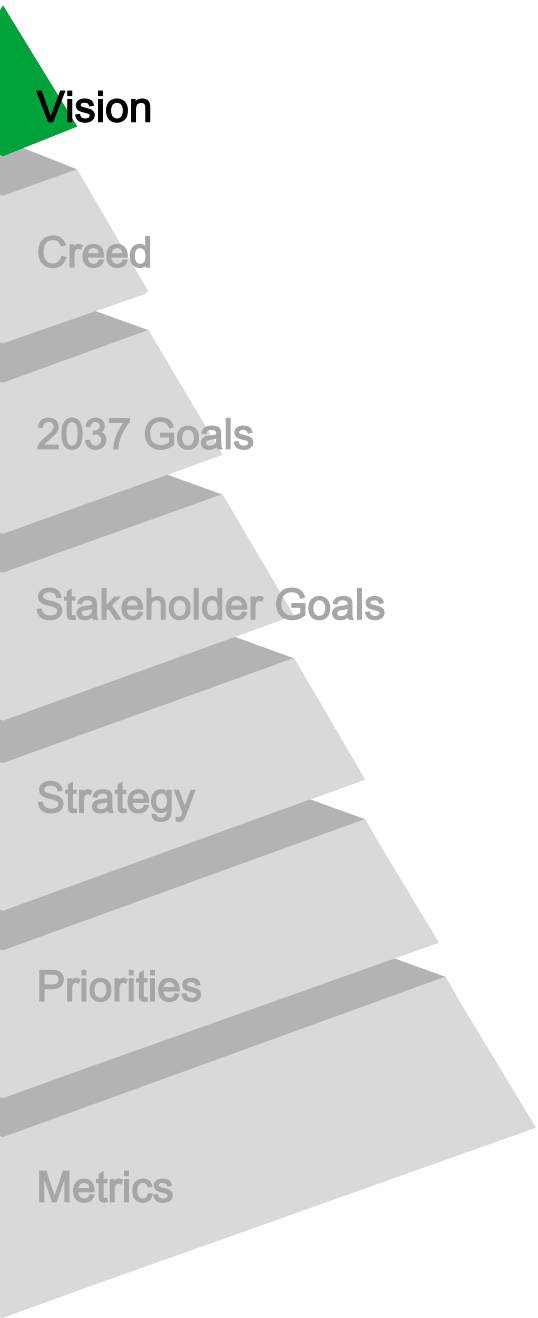 Vision
Creed
2037 Goals
Stakeholder Goals
Strategy
Priorities
Metrics